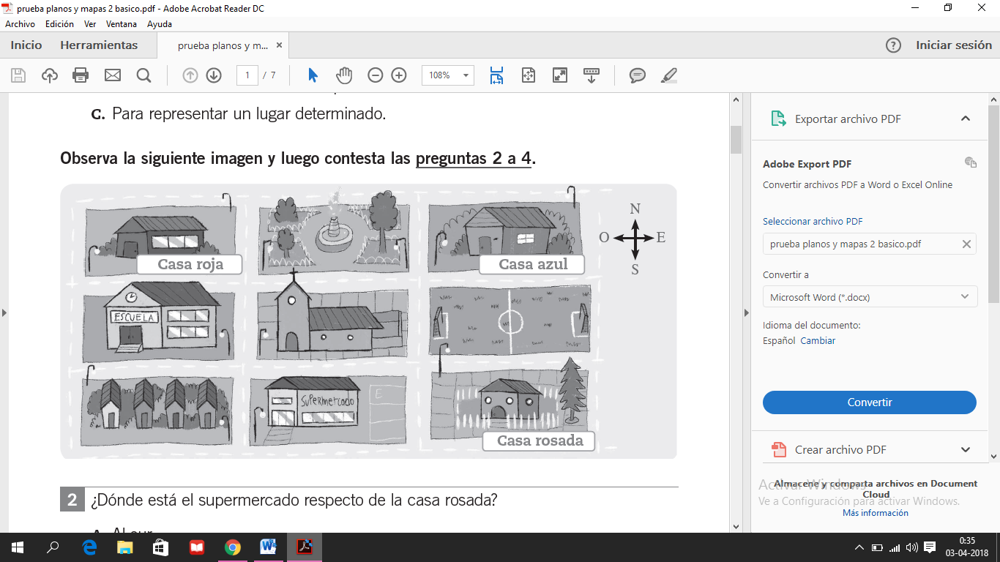 prueba planos y mapas 2 basico.pdf - Adobe Acrobat Reader DC
Archivo Edición Ver Ventana Ayuda
Inicio Herramientas prueba planos y m... × Iniciar sesión
1 / 7 108%
C. Para representar un lugar determinado.
Observa la siguiente imagen y luego contesta las preguntas 2 a 4.
Casa roja
Casa azul
N
O E
S
ESCUELA
SUPERMERCADO
E
Casa rosada
2 ¿Dónde está el supermercado respecto de la casa rosada?
Exportar archivo PDF
Adobe Export PDF
Convertir archivos PDF a Word o Excel Online
Seleccionar archivo PDF
prueba planos y mapas 2 basico.pdf
Convertir a
Microsoft Word (*.docx)
Idioma del documento:
Español Cambiar
Convertir
Crear archivo PDF
Almacene y comparta archivos en Document
Cloud
Más información
Activar Windows
Ve a Configuración para activar Windows.
0:35
03-04-2018